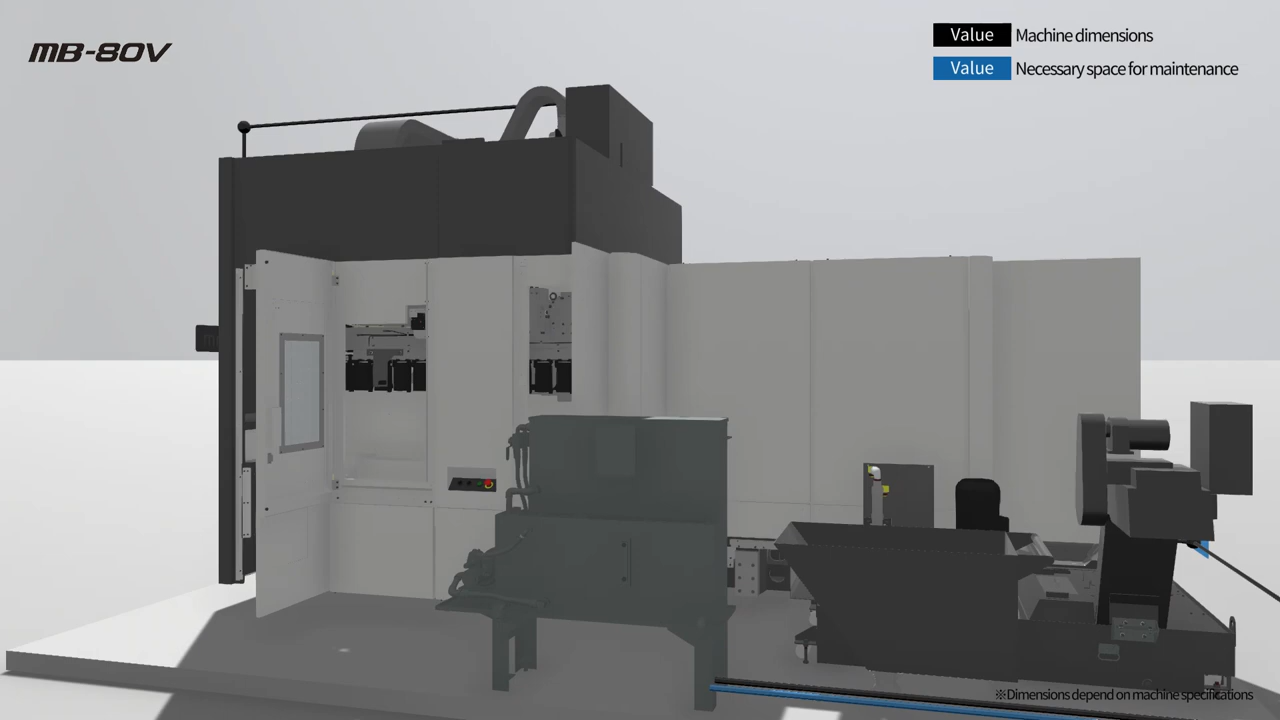 MB-80V
Value Machine dimensions
Value Necessary space for maintenance
※Dimensions depend on machine specifications